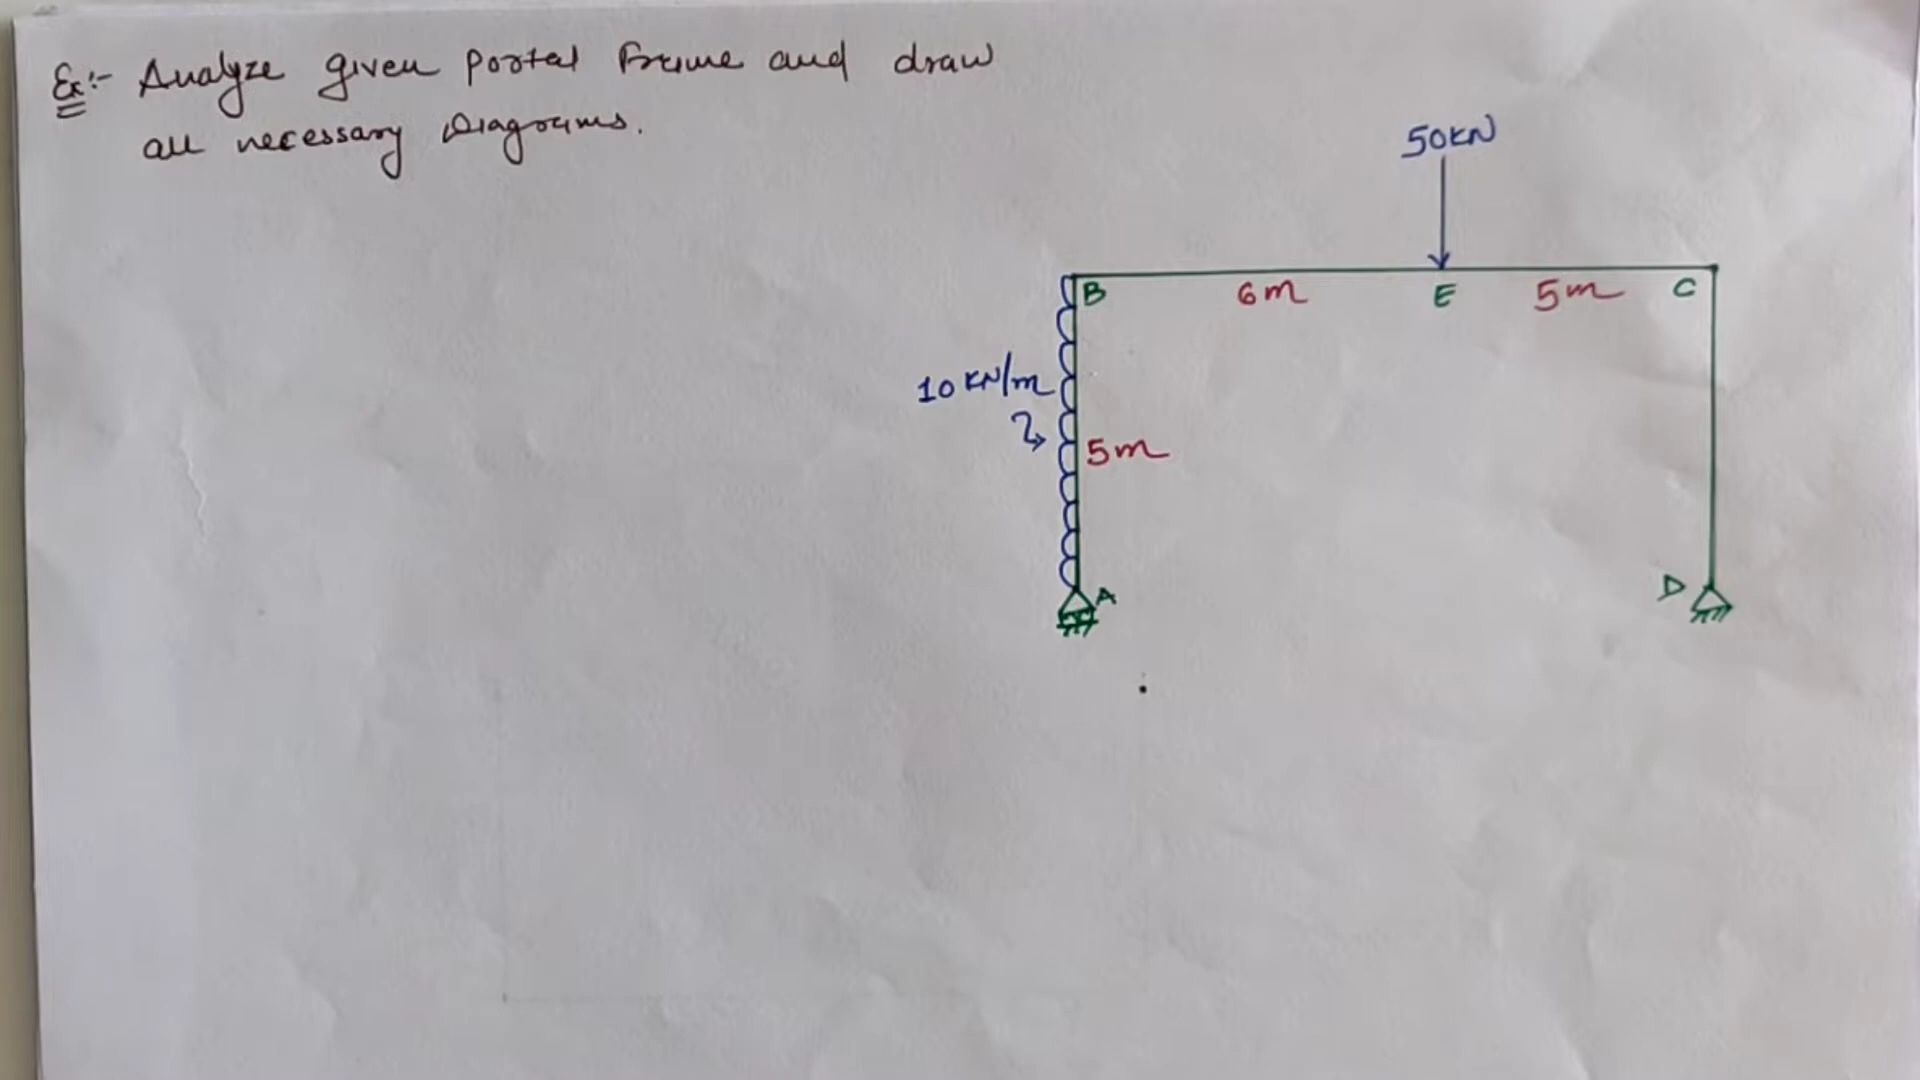 Ex:- Analyze given portal Frame and draw
all necessary Diagrams.
50KN
B 6m E 5m C
10 KN/m
5m
A
D